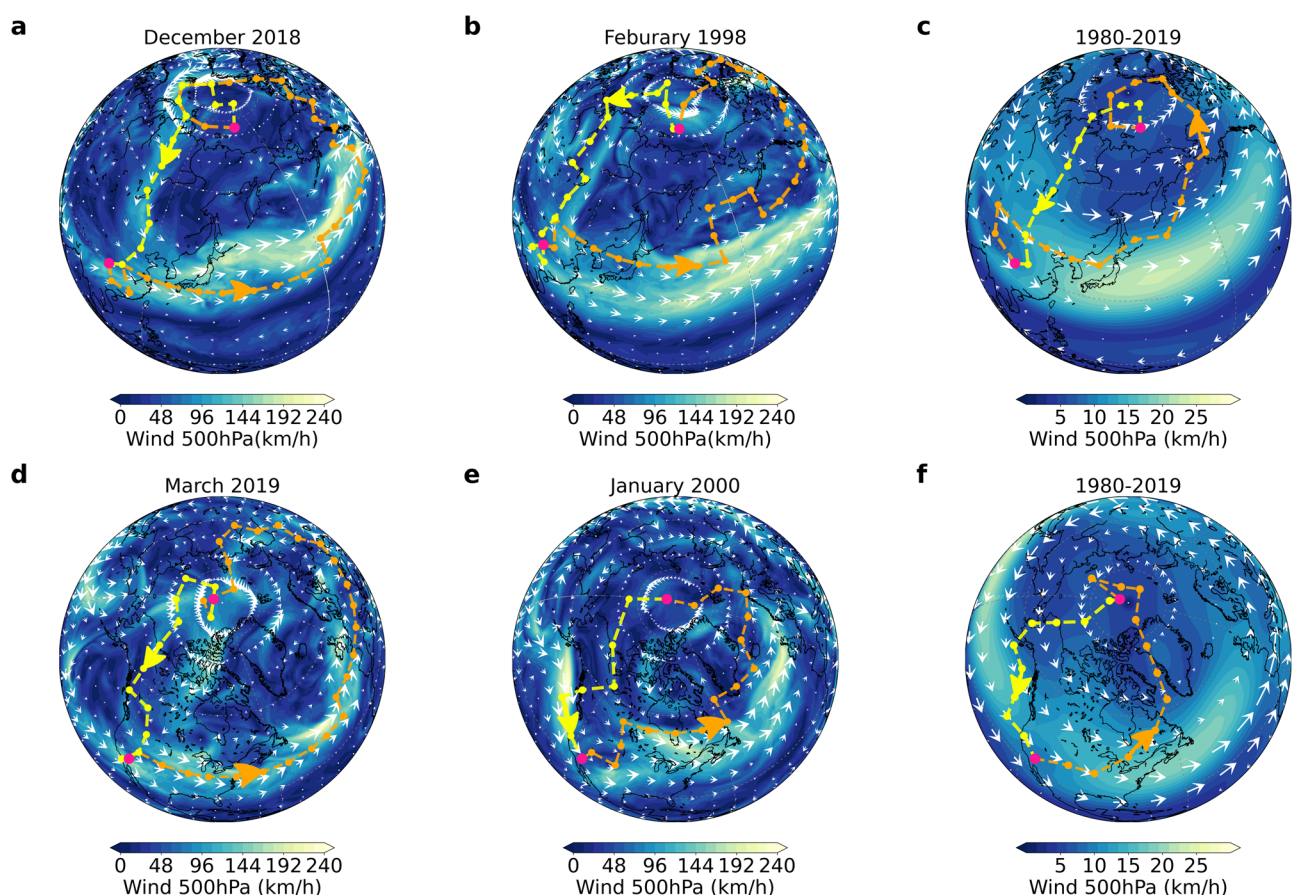 a
December 2018
0 48 96 144 192 240
Wind 500hPa(km/h)
b
Feburary 1998
0 48 96 144 192 240
Wind 500hPa(km/h)
c
1980-2019
5 10 15 20 25
Wind 500hPa (km/h)
d
March 2019
0 48 96 144 192 240
Wind 500hPa (km/h)
e
January 2000
0 48 96 144 192 240
Wind 500hPa (km/h)
f
1980-2019
5 10 15 20 25
Wind 500hPa (km/h)